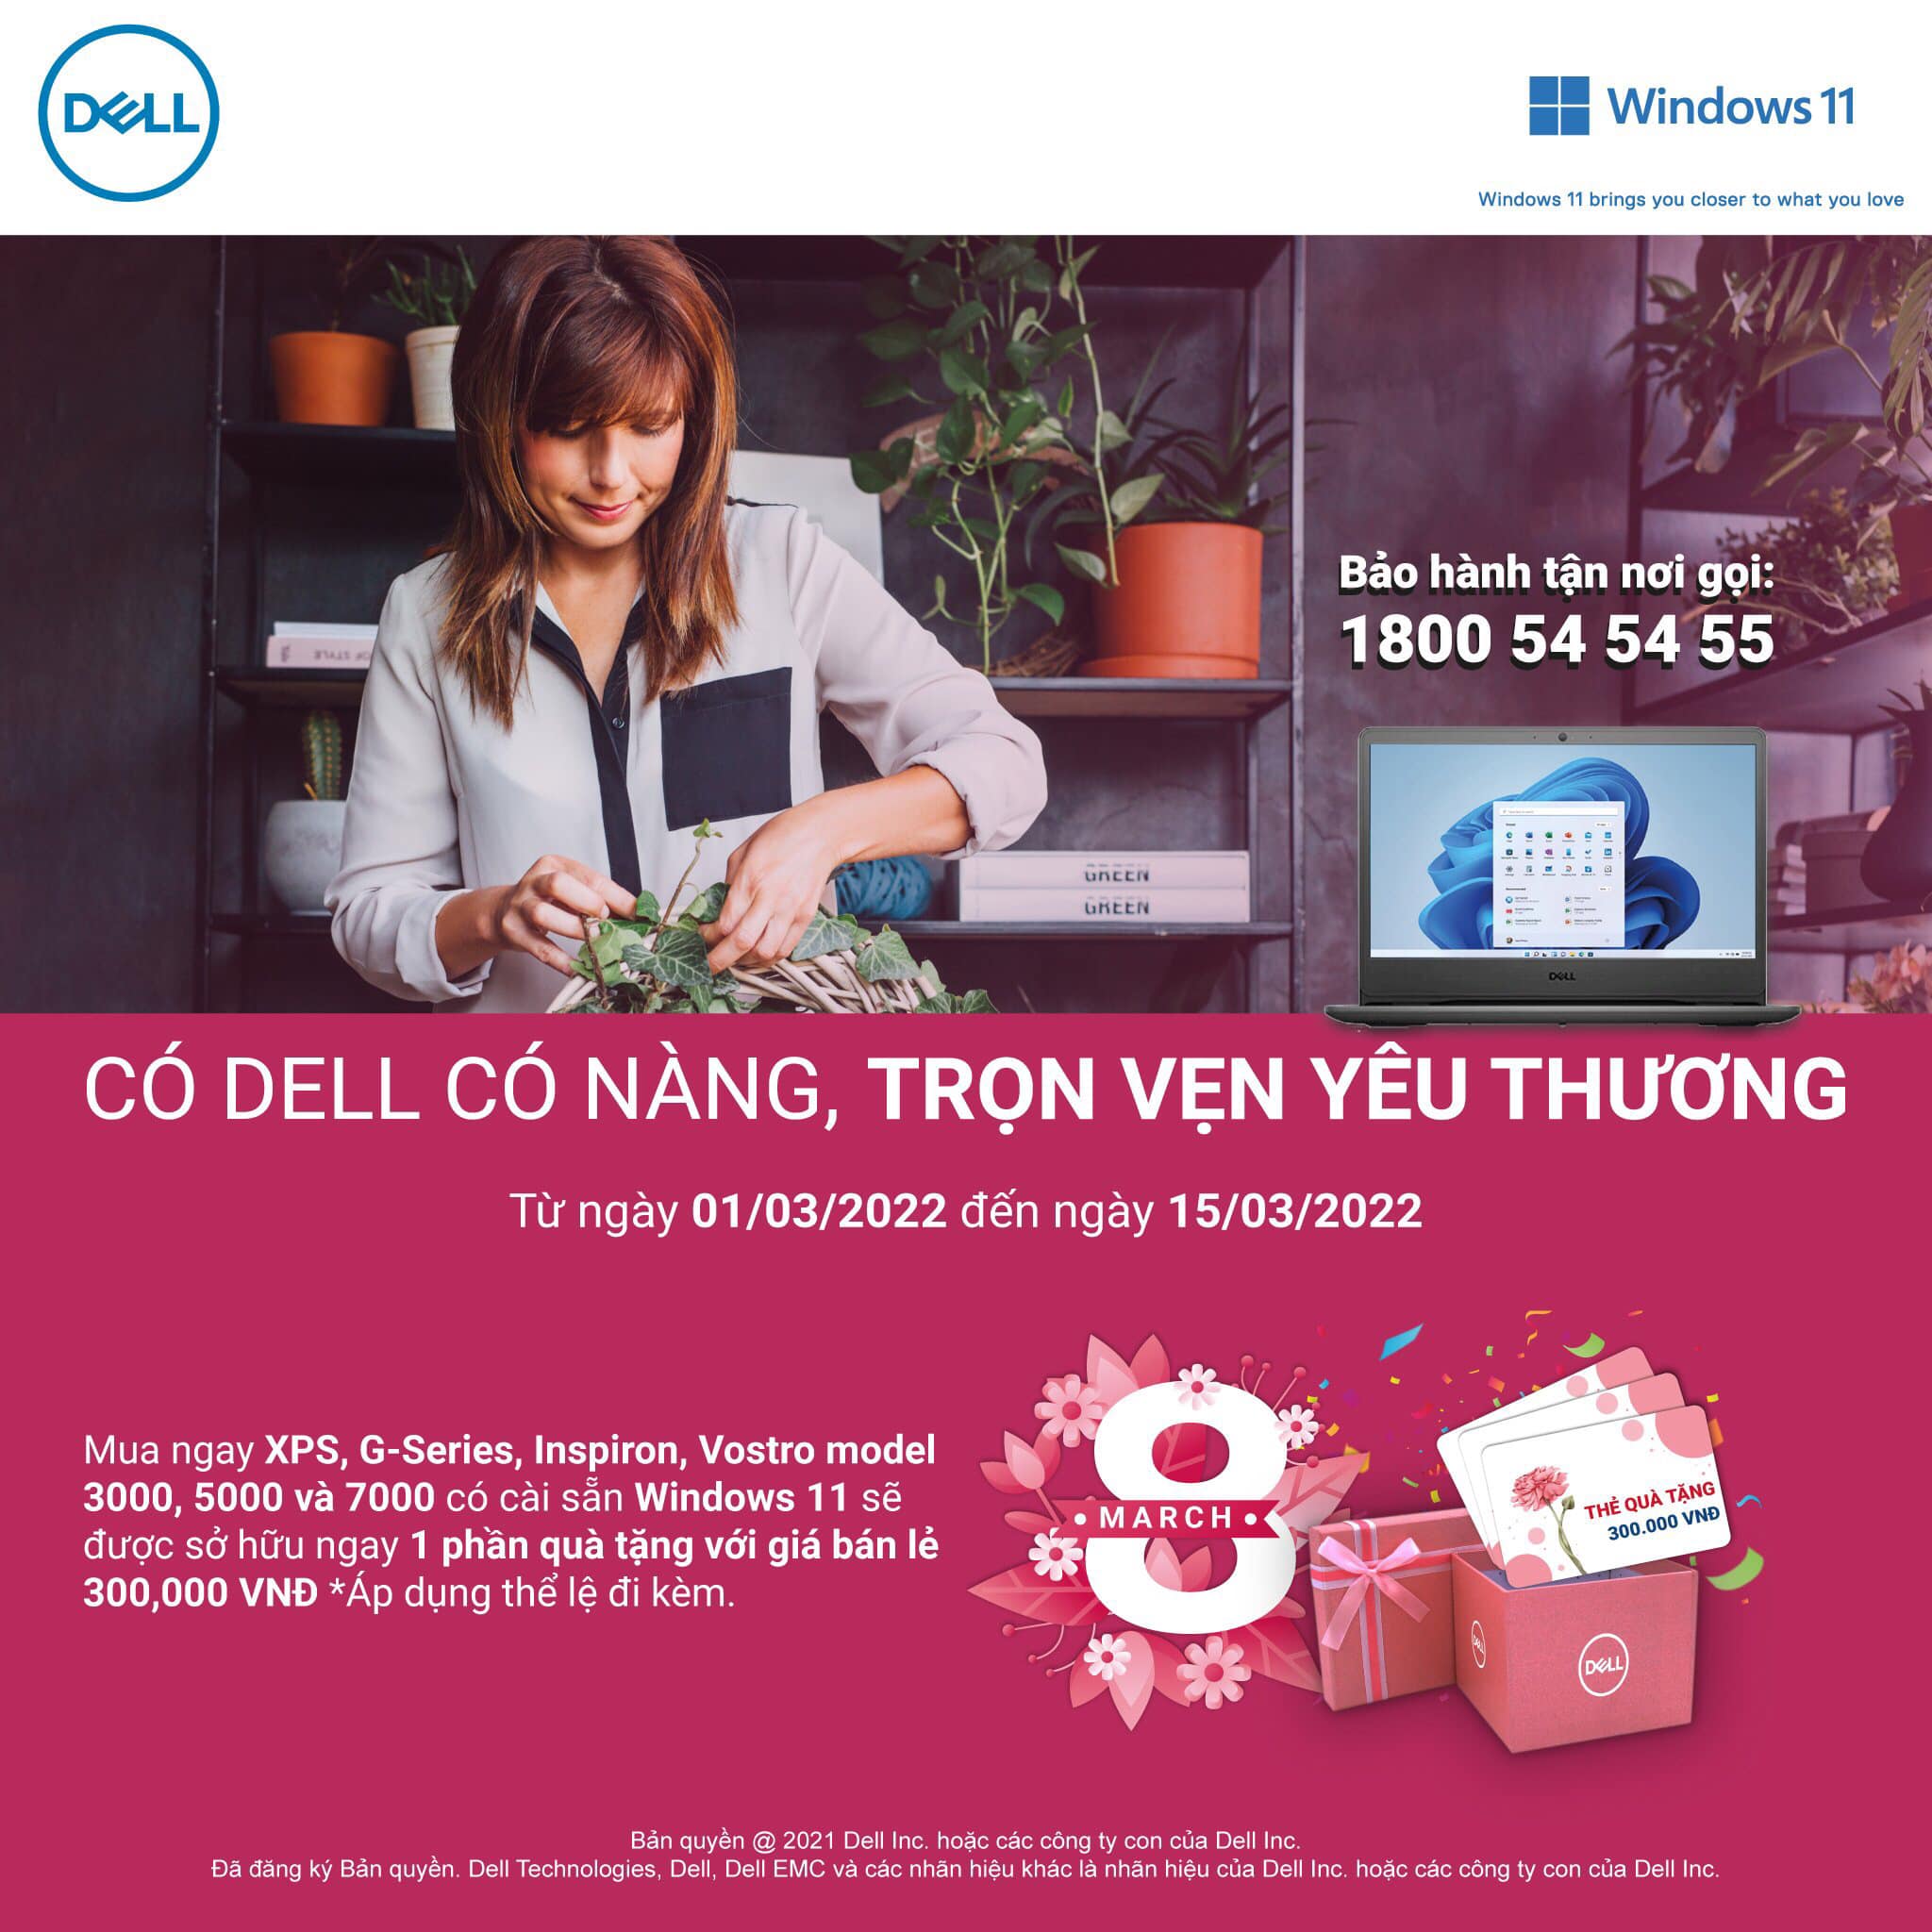 DELL
Windows 11
Windows 11 brings you closer to what you love
Bảo hành tận nơi gọi:
1800 54 54 55
GREEN
GREEN
DELL
CÓ DELL CÓ NÀNG, TRỌN VẸN YÊU THƯƠNG
Từ ngày 01/03/2022 đến ngày 15/03/2022
Mua ngay XPS, G-Series, Inspiron, Vostro model
3000, 5000 và 7000 có cài sẵn Windows 11 sẽ
được sở hữu ngay 1 phần quà tặng với giá bán lẻ
300,000 VNĐ *Áp dụng thể lệ đi kèm.
8
• MARCH •
THẺ QUÀ TẶNG
300.000 VNĐ
DELL
DELL
Bản quyền @ 2021 Dell Inc. hoặc các công ty con của Dell Inc.
Đã đăng ký Bản quyền. Dell Technologies, Dell, Dell EMC và các nhãn hiệu khác là nhãn hiệu của Dell Inc. hoặc các công ty con của Dell Inc.